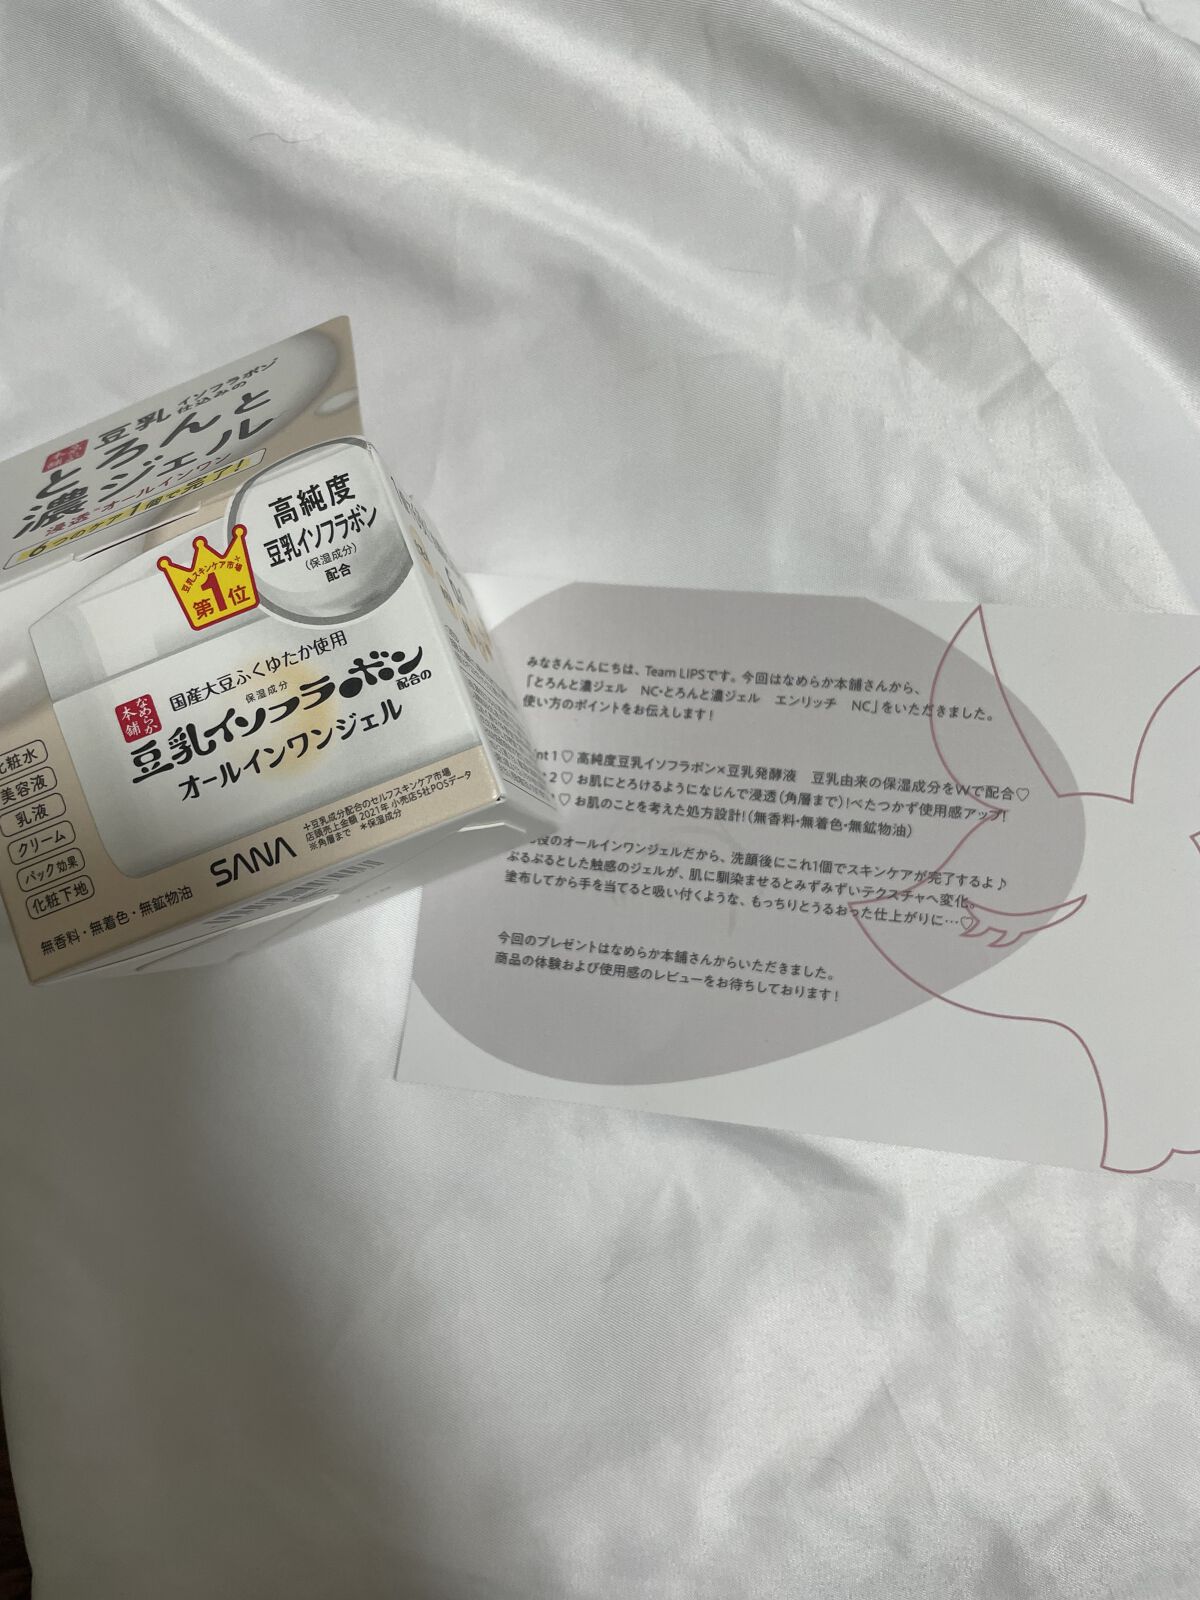 豆乳
インフラボン
仕込みの
とろんと
濃ジェル
浸透※オールインワン
6つのケア1個で完了!
高純度
豆乳イソフラボン
(保湿成分)
配合
豆乳スキンケア市場+
第1位
国産大豆ふくゆたか使用
保湿成分
なめらか
本舗
豆乳イソフラボン
配合の
オールインワンジェル
化粧水
美容液
乳液
クリーム
パック効果
化粧下地
SANA
+豆乳成分配合のセルフスキンケア市場
店頭売上金額 2021年 小売店S社POSデータ
※角層まで *保湿成分
無香料・無着色・無鉱物油
みなさんこんにちは、Team LIPSです。今回はなめらか本舗さんから、
「とろんと濃ジェル NC・とろんと濃ジェル エンリッチ NC」をいただきました。
使い方のポイントをお伝えします!
int 1♡高純度豆乳イソフラボン×豆乳発酵液 豆乳由来の保湿成分をWで配合♡
2♡お肌にとろけるようになじんで浸透(角層まで)!べたつかず使用感アップ!
♡お肌のことを考えた処方設計!(無香料・無着色・無鉱物油)
役のオールインワンジェルだから、洗顔後にこれ1個でスキンケアが完了するよ♪
ぷるぷるとした触感のジェルが、肌に馴染ませるとみずみずいテクスチャへ変化。
塗布してから手を当てると吸い付くような、もっちりとうるおった仕上がりに…♡
今回のプレゼントはなめらか本舗さんからいただきました。
商品の体験および使用感のレビューをお待ちしております!